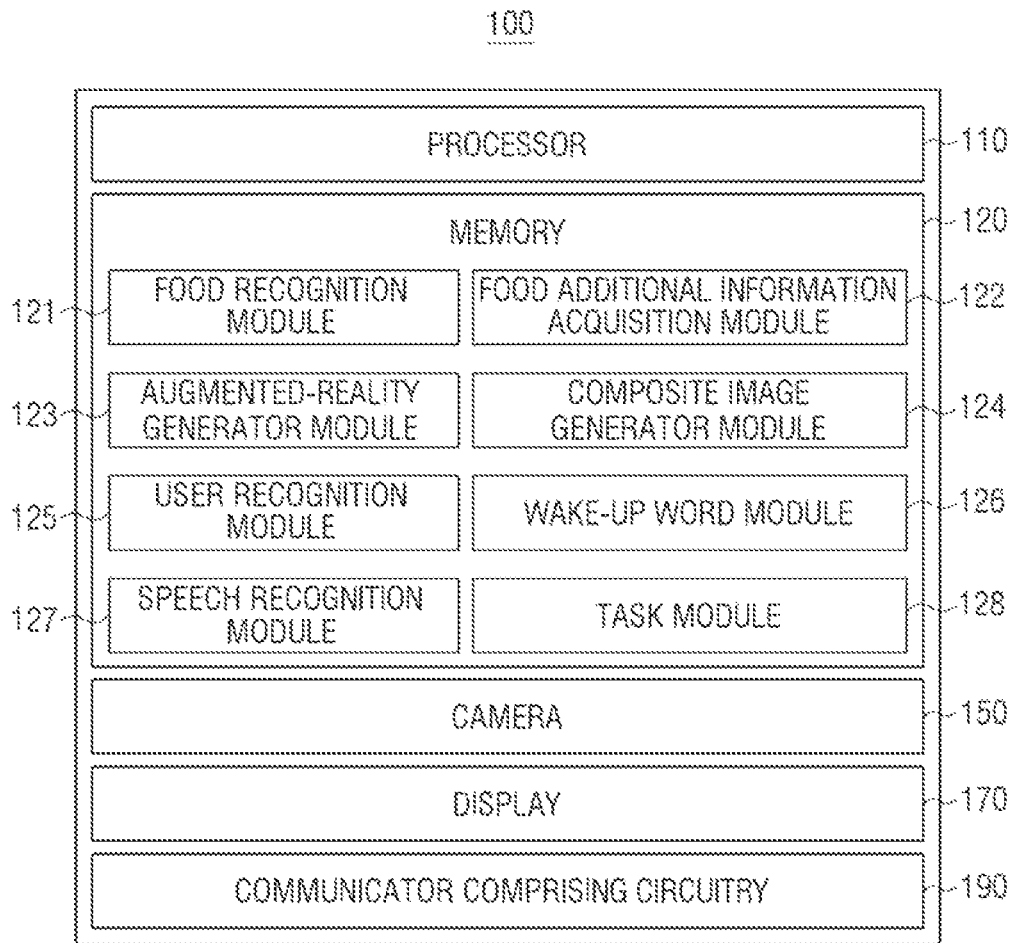 100
PROCESSOR
110
MEMORY
120
121
FOOD RECOGNITION
MODULE
FOOD ADDITIONAL INFORMATION
ACQUISITION MODULE
122
123
AUGMENTED-REALITY
GENERATOR MODULE
COMPOSITE IMAGE
GENERATOR MODULE
124
125
USER RECOGNITION
MODULE
WAKE-UP WORD MODULE
126
127
SPEECH RECOGNITION
MODULE
TASK MODULE
128
CAMERA
150
DISPLAY
170
COMMUNICATOR COMPRISING CIRCUITRY
190